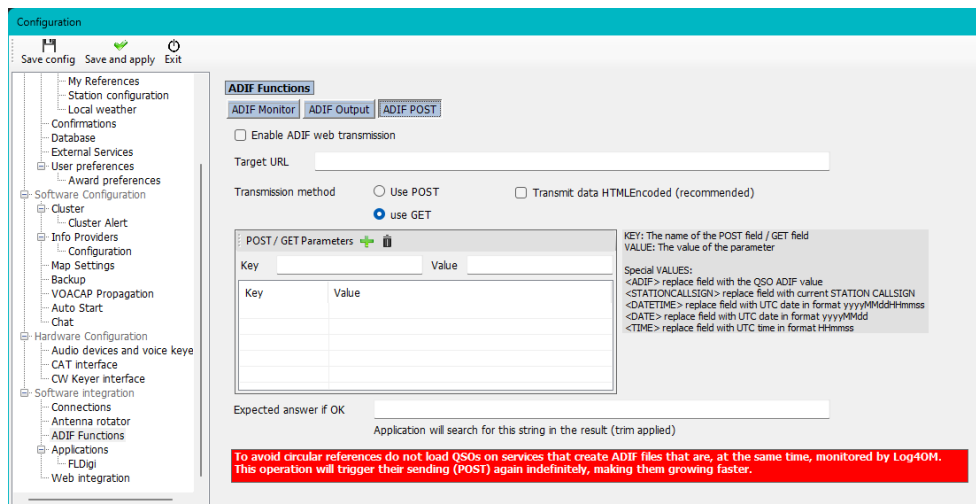 Configuration
Save config Save and apply Exit
My References
Station configuration
Local weather
Confirmations
Database
External Services
User preferences
Award preferences
Software Configuration
Cluster
Cluster Alert
Info Providers
Configuration
Map Settings
Backup
VOACAP Propagation
Auto Start
Chat
Hardware Configuration
Audio devices and voice keye
CAT interface
CW Keyer interface
Software integration
Connections
Antenna rotator
ADIF Functions
Applications
FLDigi
Web integration
ADIF Functions
ADIF Monitor ADIF Output ADIF POST
Enable ADIF web transmission
Target URL
Transmission method Use POST Transmit data HTMLEncoded (recommended)
use GET
POST / GET Parameters
Key Value
Key Value
KEY: The name of the POST field / GET field
VALUE: The value of the parameter
Special VALUES:
<ADIF> replace field with the QSO ADIF value
<STATIONCALLSIGN> replace field with current STATION CALLSIGN
<DATETIME> replace field with UTC date in format yyyyMMddHHmmss
<DATE> replace field with UTC date in format yyyyMMdd
<TIME> replace field with UTC time in format HHmmss
Expected answer if OK
Application will search for this string in the result (trim applied)
To avoid circular references do not load QSOs on services that create ADIF files that are, at the same time, monitored by Log4OM.
This operation will trigger their sending (POST) again indefinitely, making them growing faster.